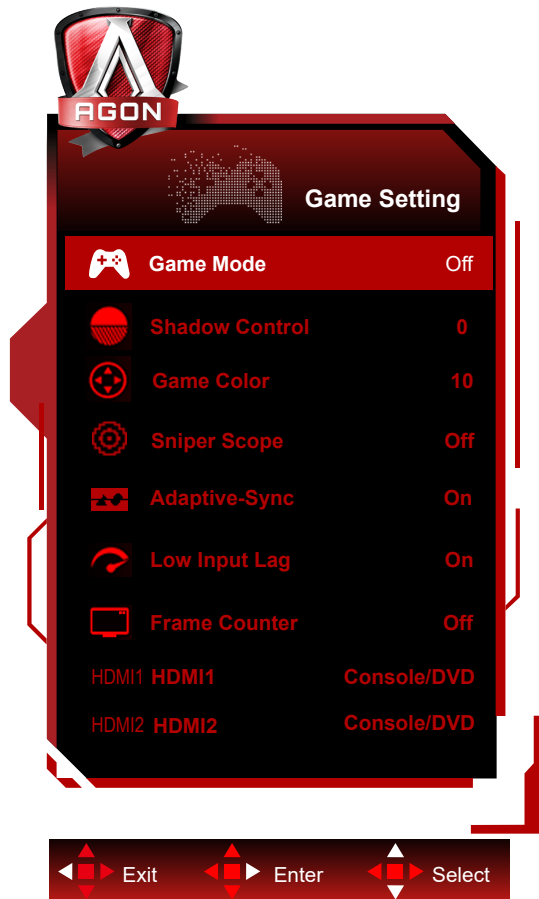 AGON
Game Setting
Game Mode Off
Shadow Control 0
Game Color 10
Sniper Scope Off
Adaptive-Sync On
Low Input Lag On
Frame Counter Off
HDMI1 HDMI1 Console/DVD
HDMI2 HDMI2 Console/DVD
Exit Enter Select